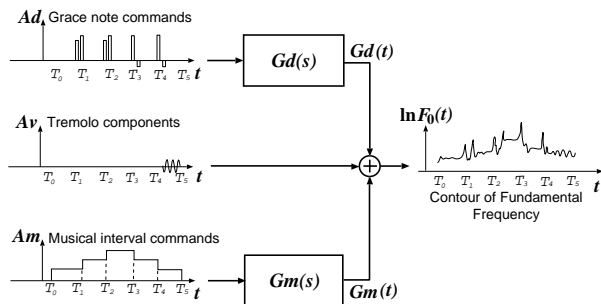 Ad Grace note commands
T0 T1 T2 T3 T4 T5 t
Gd(s)
Gd(t)
Av Tremolo components
T0 T1 T2 T3 T4 T5 t
lnF0(t)
T0 T1 T2 T3 T4 T5 t
Contour of Fundamental
Frequency
Am Musical interval commands
T0 T1 T2 T3 T4 T5 t
Gm(s)
Gm(t)